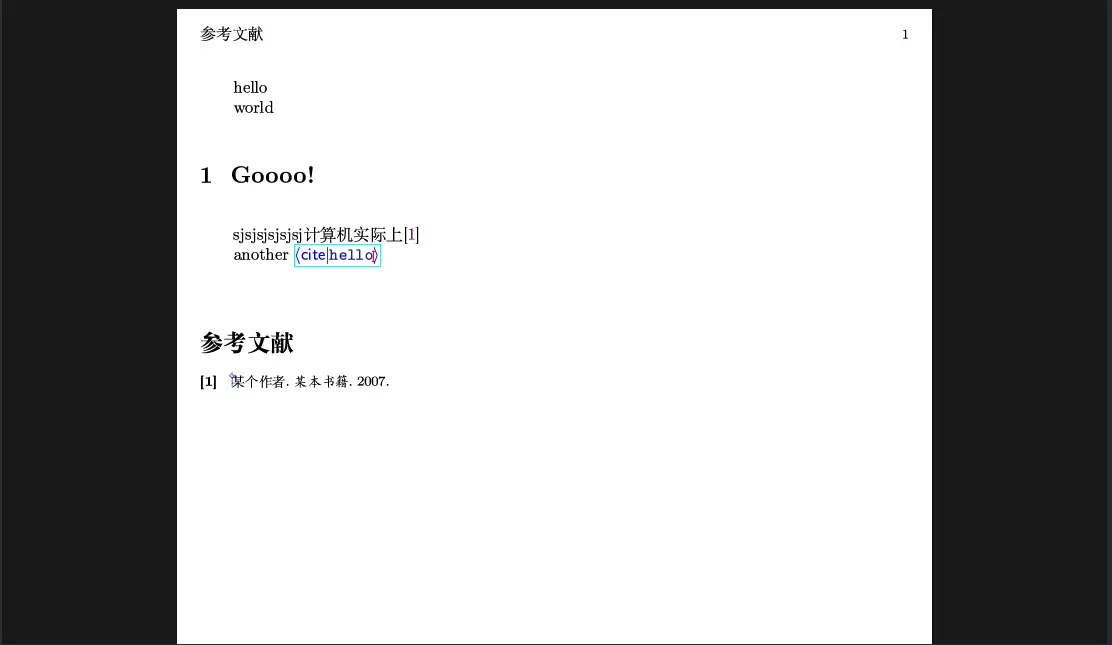 参考文献 1
hello
world
1 Goooo!
sjsjsjsjsjsj计算机实际上[1]
another ⟨cite|hello⟩
参考文献
[1] 某个作者. 某本书籍. 2007.